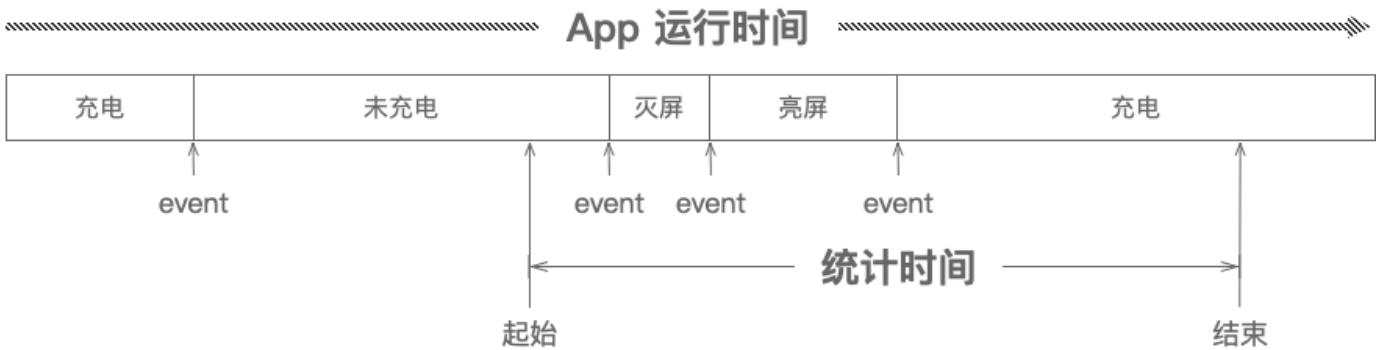 App 运行时间
充电 未充电 灭屏 亮屏 充电
event event event event
统计时间
起始 结束